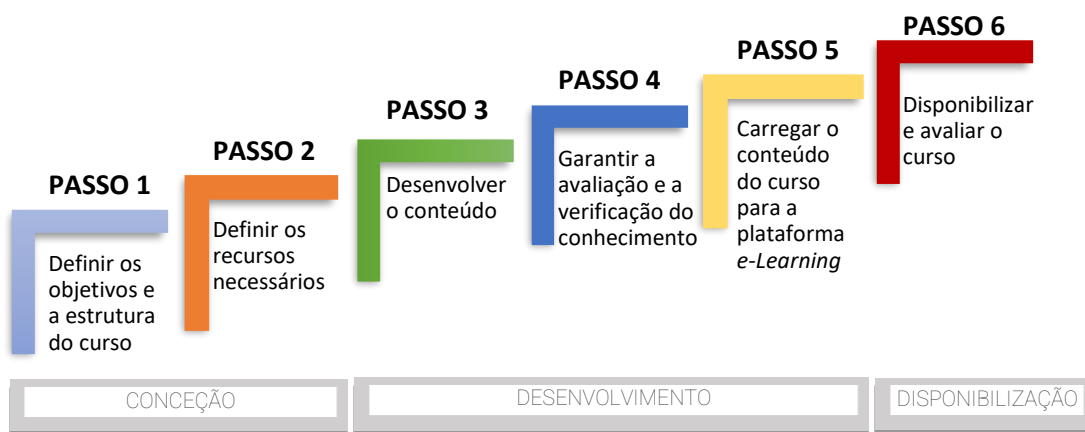 PASSO 1
Definir os
objetivos e
a estrutura
do curso
PASSO 2
Definir os
recursos
necessários
PASSO 3
Desenvolver
o conteúdo
PASSO 4
Garantir a
avaliação e a
verificação do
conhecimento
PASSO 5
Carregar o
conteúdo
do curso
para a
plataforma
e-Learning
PASSO 6
Disponibilizar
e avaliar o
curso
CONCEÇÃO
DESENVOLVIMENTO
DISPONIBILIZAÇÃO